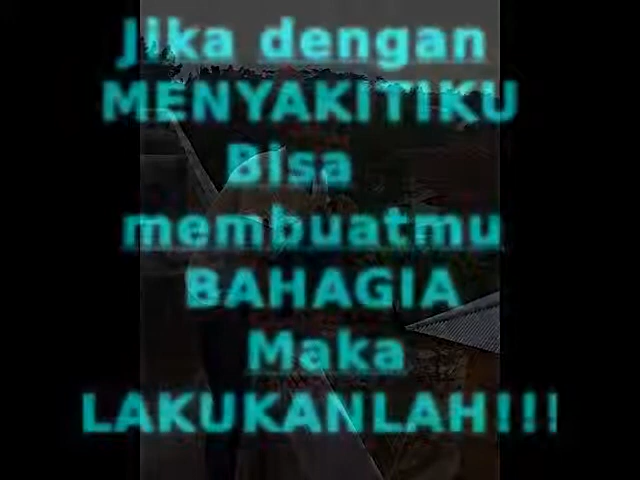 Jika dengan
MENYAKITIKU
Bisa
membuatmu
BAHAGIA
Maka
LAKUKANLAH!!!